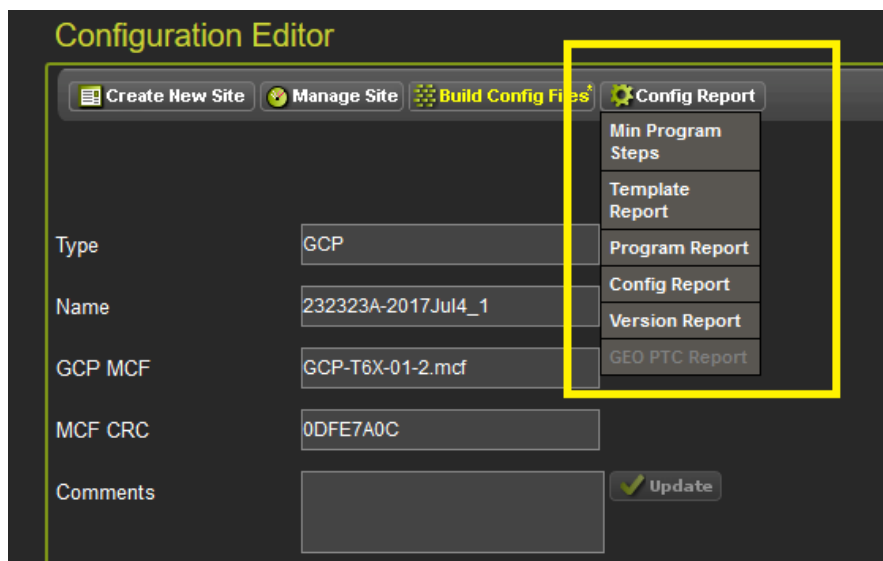 Configuration Editor
Create New Site Manage Site Build Config Files* Config Report
Min Program
Steps
Template
Report
Type GCP Program Report
Config Report
Name 232323A-2017Jul4_1 Version Report
GCP MCF GCP-T6X-01-2.mcf GEO PTC Report
MCF CRC 0DFE7A0C
Comments Update